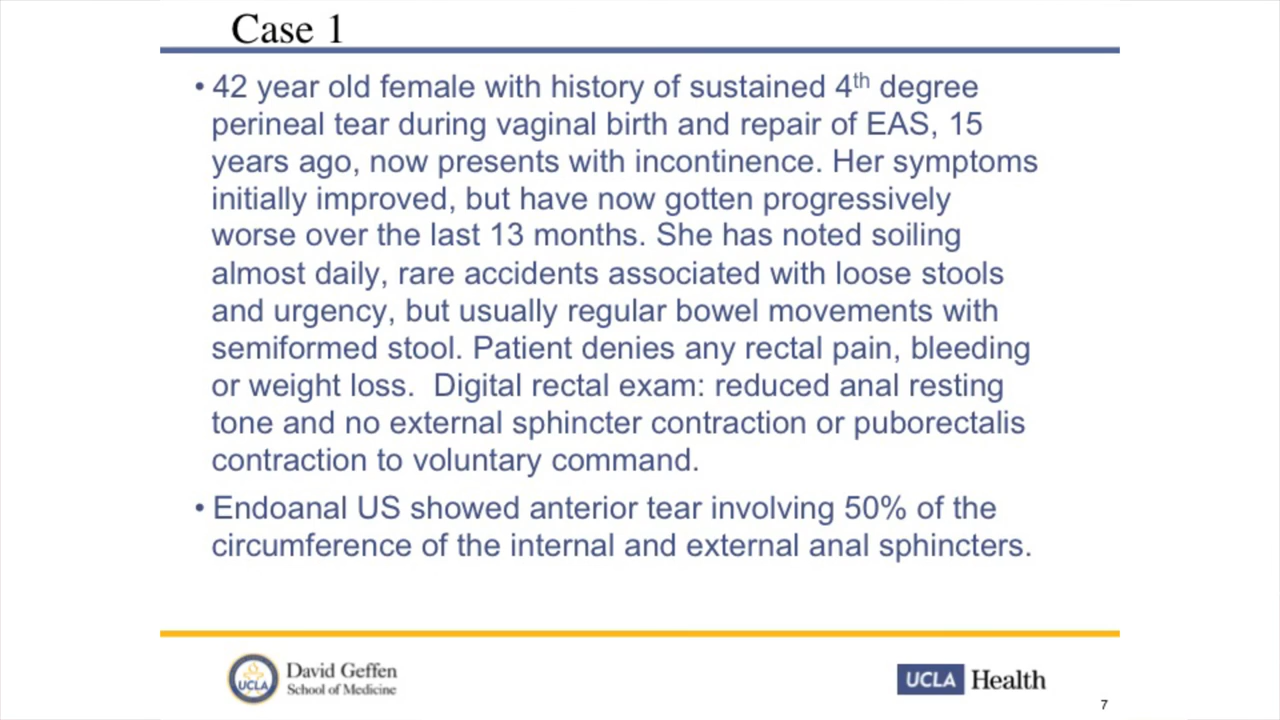 Case 1
• 42 year old female with history of sustained 4th degree
perineal tear during vaginal birth and repair of EAS, 15
years ago, now presents with incontinence. Her symptoms
initially improved, but have now gotten progressively
worse over the last 13 months. She has noted soiling
almost daily, rare accidents associated with loose stools
and urgency, but usually regular bowel movements with
semiformed stool. Patient denies any rectal pain, bleeding
or weight loss. Digital rectal exam: reduced anal resting
tone and no external sphincter contraction or puborectalis
contraction to voluntary command.
• Endoanal US showed anterior tear involving 50% of the
circumference of the internal and external anal sphincters.
UCLA
David Geffen
School of Medicine
UCLA Health
7